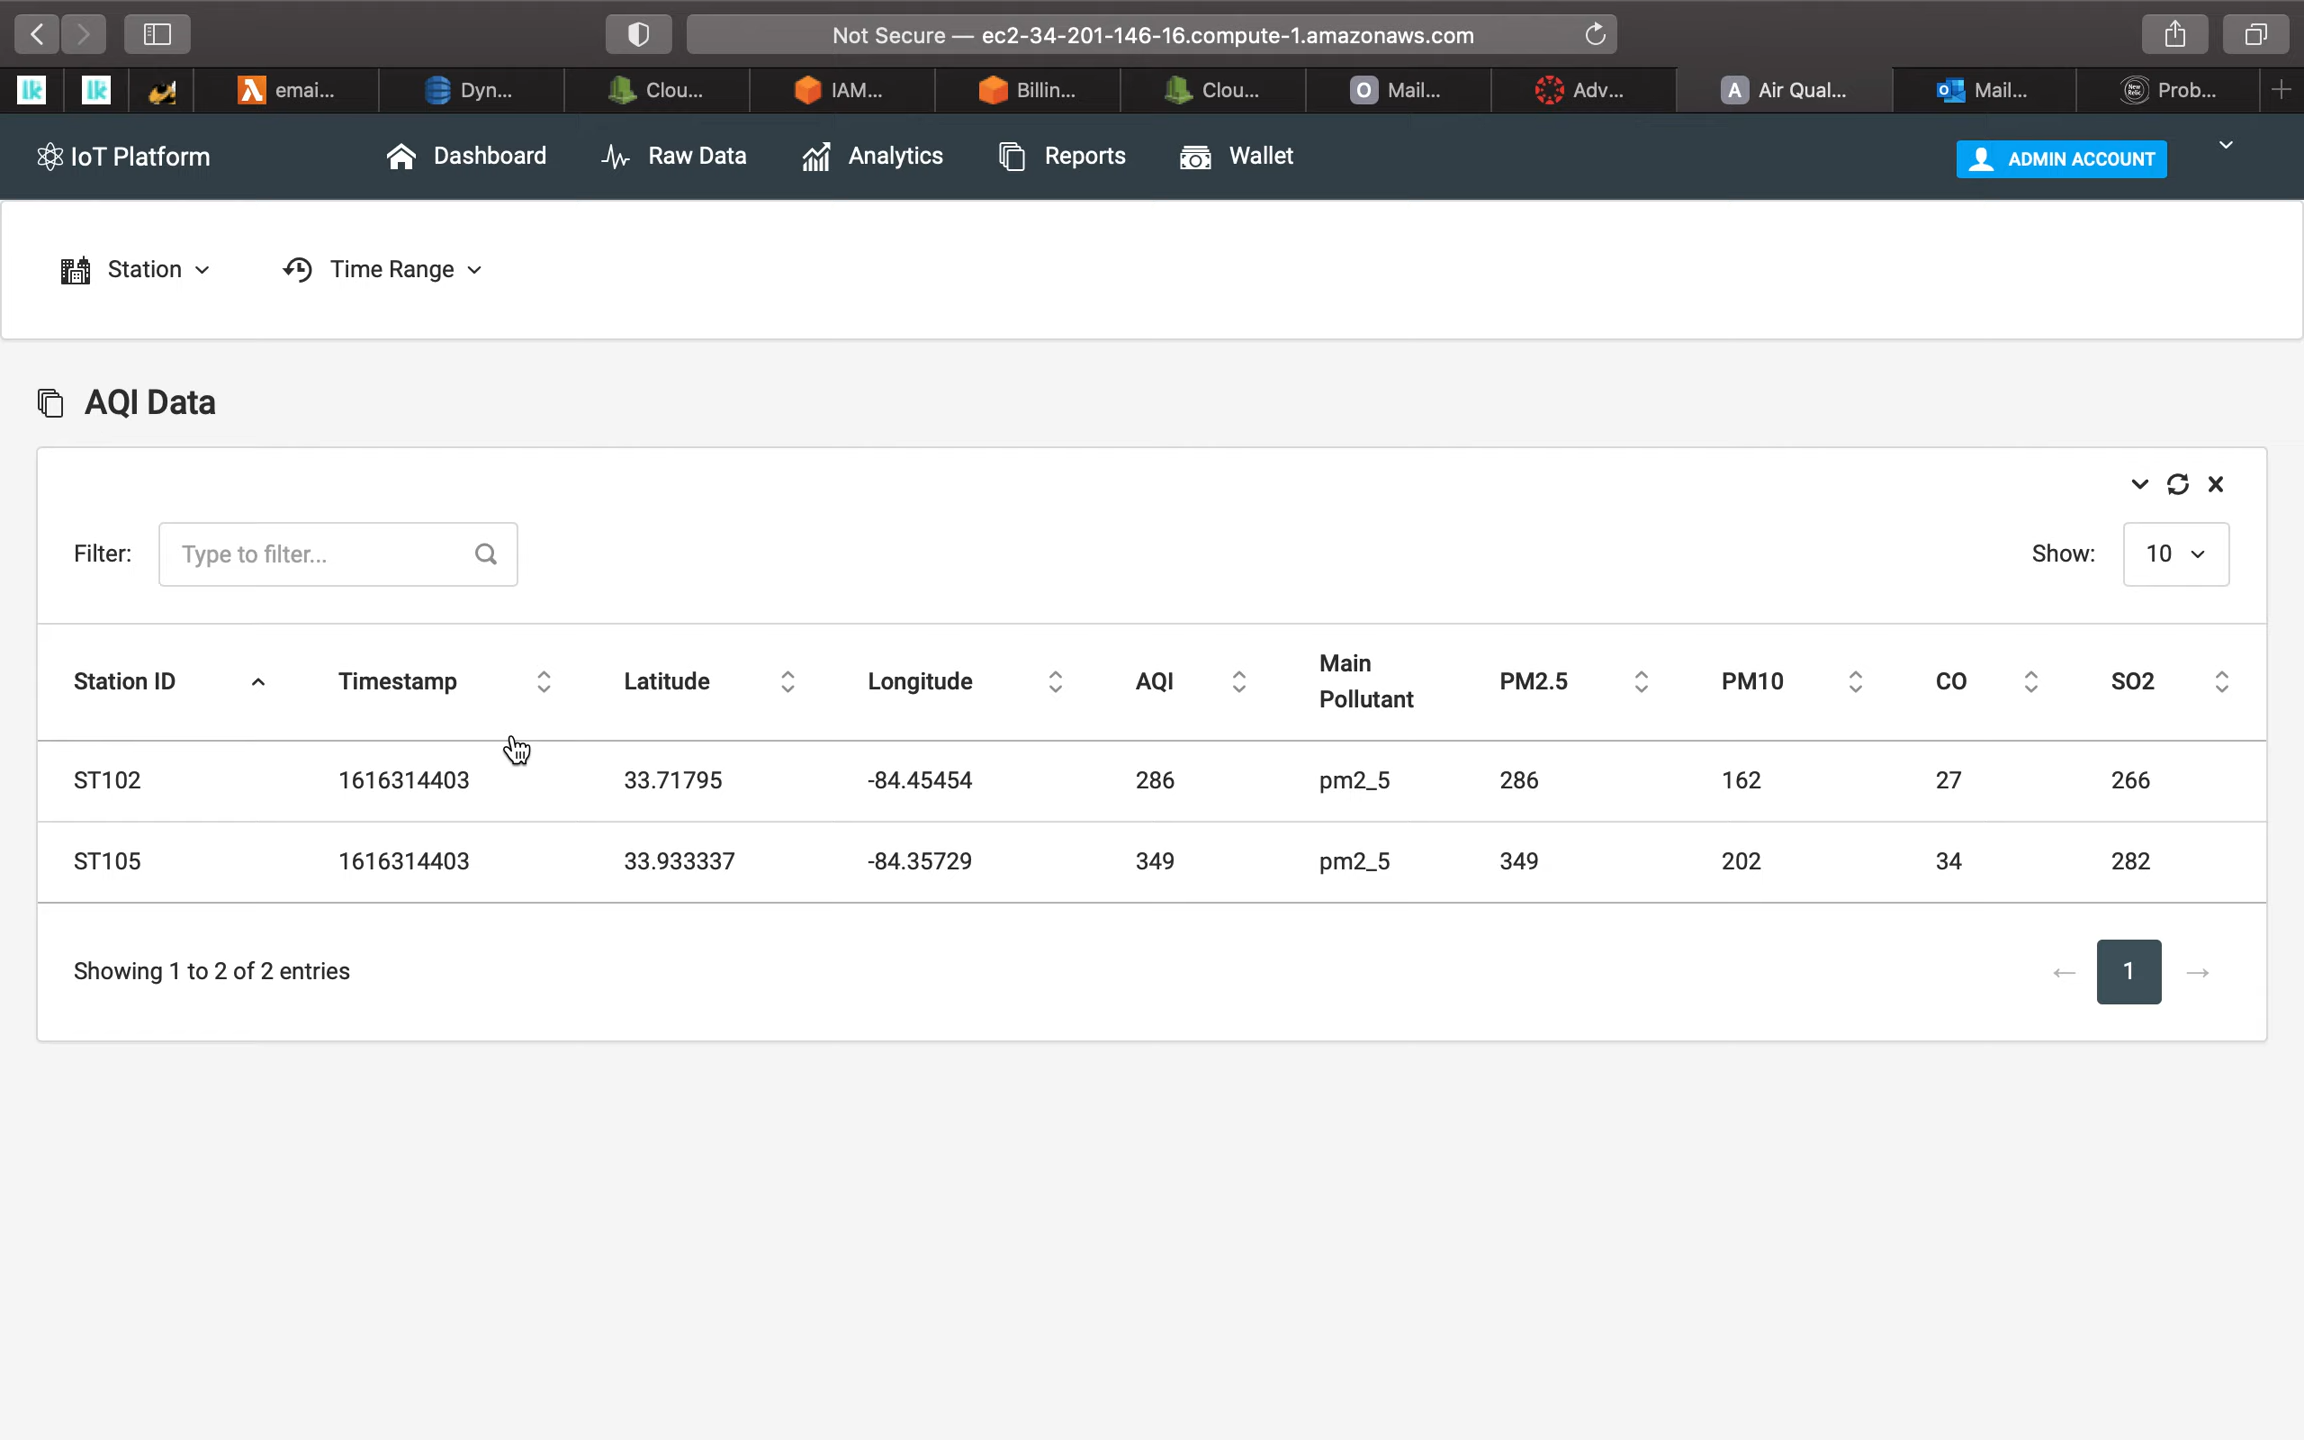 Not Secure — ec2-34-201-146-16.compute-1.amazonaws.com
lk lk emai... Dyn... Clou... IAM... Billin... Clou... O Mail... Adv... A Air Qual... Mail... Prob...
IoT Platform Dashboard Raw Data Analytics Reports Wallet ADMIN ACCOUNT
Station Time Range
AQI Data
Filter: Type to filter... Show: 10
Station ID Timestamp Latitude Longitude AQI Main Pollutant PM2.5 PM10 CO SO2
ST102 1616314403 33.71795 -84.45454 286 pm2_5 286 162 27 266
ST105 1616314403 33.933337 -84.35729 349 pm2_5 349 202 34 282
Showing 1 to 2 of 2 entries ← 1 →